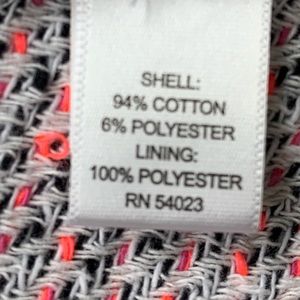 SHELL:
94% COTTON
6% POLYESTER
LINING:
100% POLYESTER
RN 54023